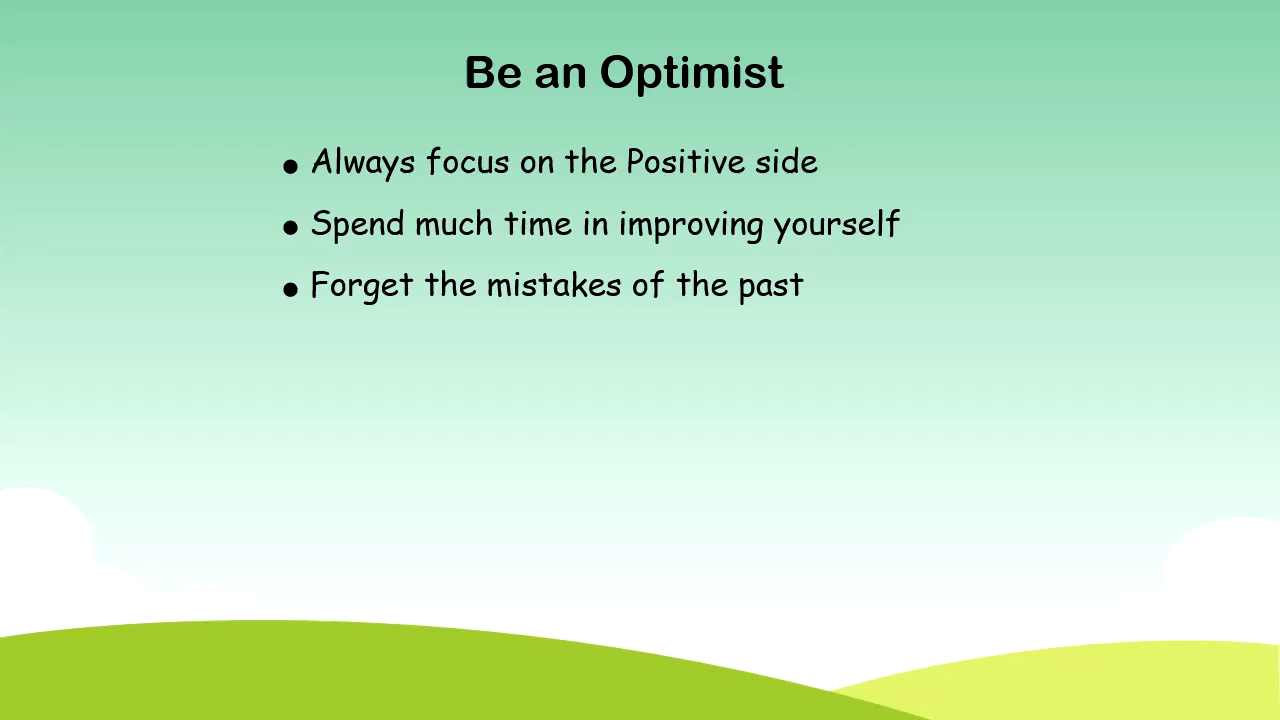 Be an Optimist
• Always focus on the Positive side
• Spend much time in improving yourself
• Forget the mistakes of the past